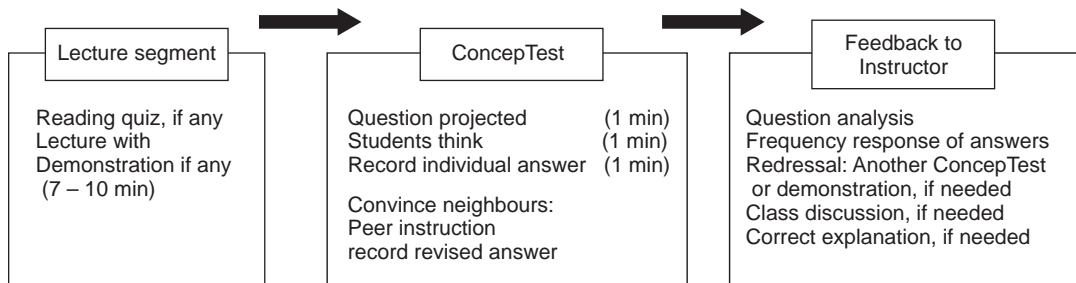 Lecture segment
Reading quiz, if any
Lecture with
Demonstration if any
(7 – 10 min)
ConcepTest
Question projected (1 min)
Students think (1 min)
Record individual answer (1 min)
Convince neighbours:
Peer instruction
record revised answer
Feedback to
Instructor
Question analysis
Frequency response of answers
Redressal: Another ConcepTest
or demonstration, if needed
Class discussion, if needed
Correct explanation, if needed